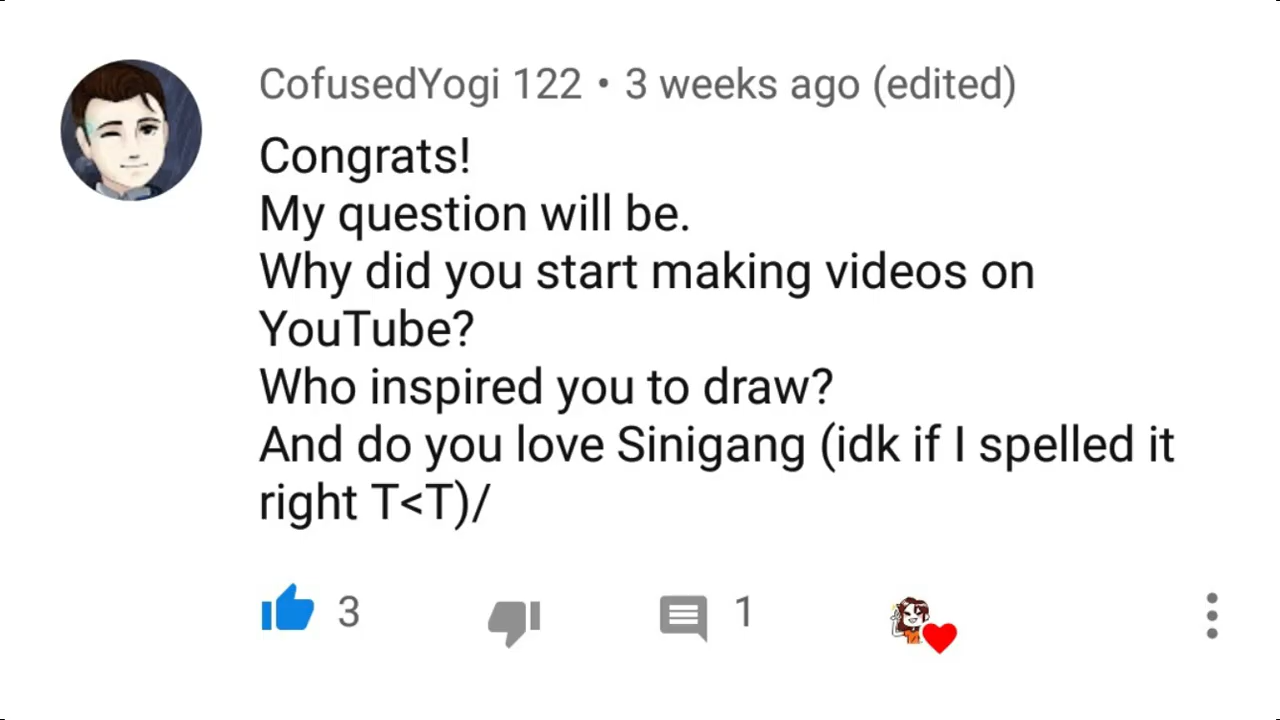 CofusedYogi 122 • 3 weeks ago (edited)
Congrats!
My question will be.
Why did you start making videos on
YouTube?
Who inspired you to draw?
And do you love Sinigang (idk if I spelled it
right T<T)/
3
1